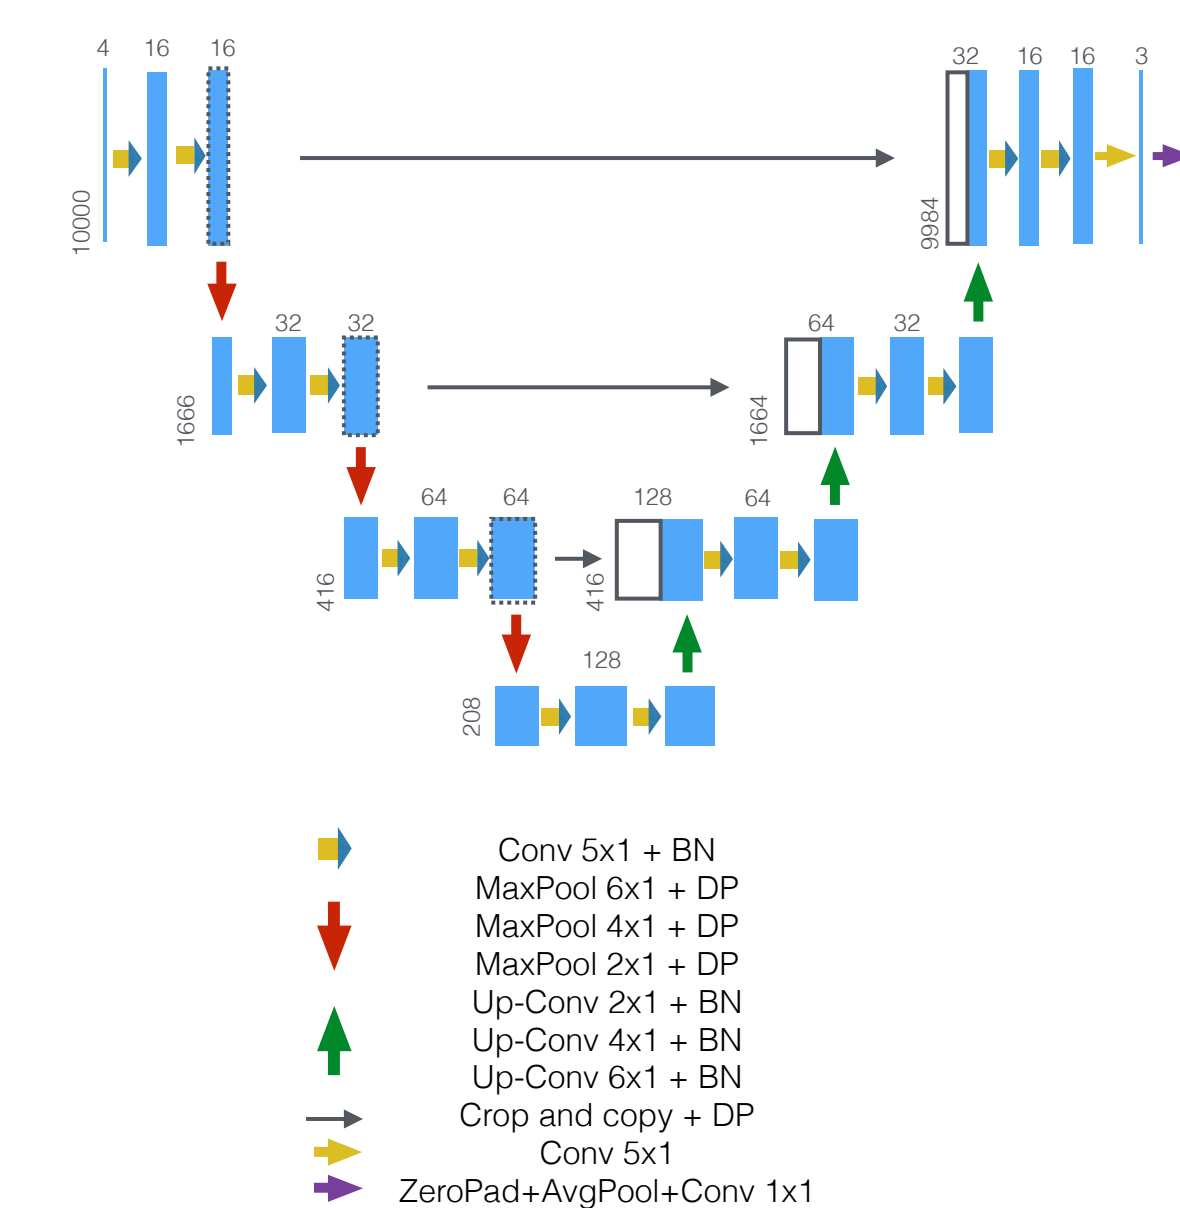 4 16 16
32 16 16 3
10000
9984
32 32
64 32
1666
1664
64 64
128 64
416
416
128
208
Conv 5x1 + BN
MaxPool 6x1 + DP
MaxPool 4x1 + DP
MaxPool 2x1 + DP
Up-Conv 2x1 + BN
Up-Conv 4x1 + BN
Up-Conv 6x1 + BN
Crop and copy + DP
Conv 5x1
ZeroPad+AvgPool+Conv 1x1